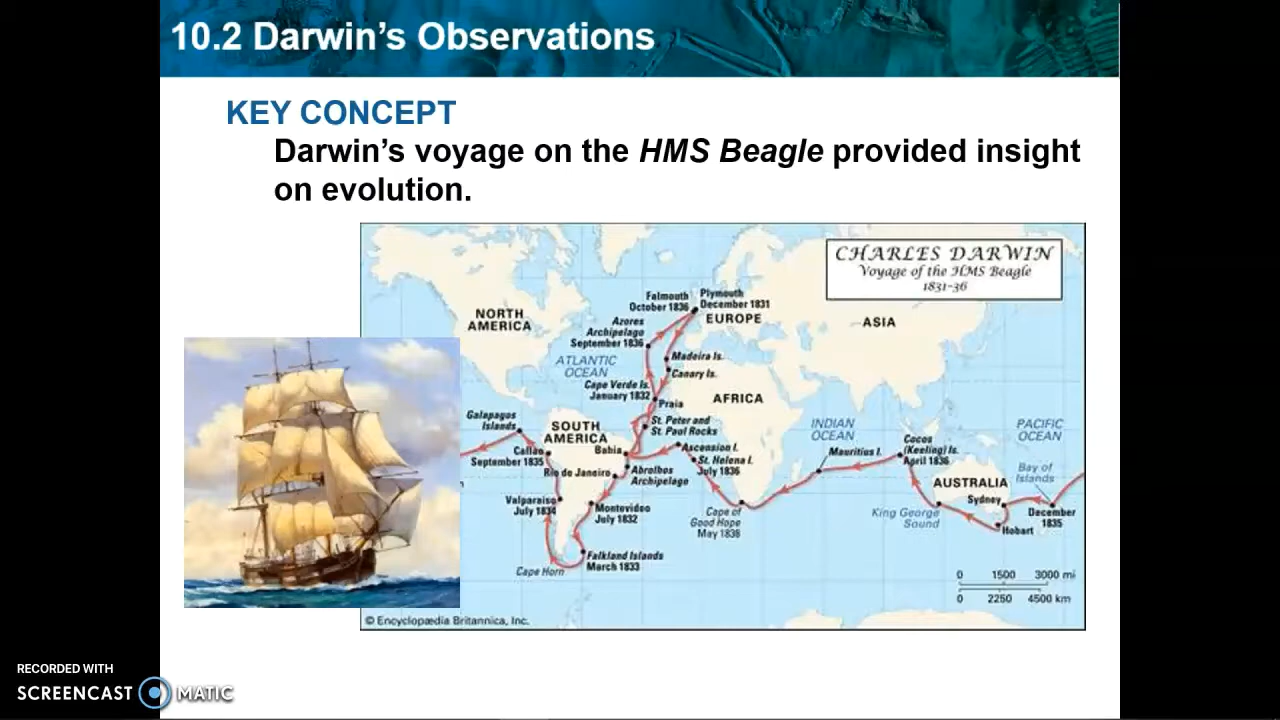 10.2 Darwin's Observations
KEY CONCEPT
Darwin's voyage on the HMS Beagle provided insight
on evolution.
CHARLES DARWIN
Voyage of the HMS Beagle
1831-36
Falmouth
October 1836
Plymouth
December 1831
NORTH
AMERICA
EUROPE
ASIA
Azores
Archipelago
September 1836
ATLANTIC
OCEAN
Madeira Is.
Canary Is.
Cape Verde Is.
January 1832
Praia
AFRICA
St. Peter and
St. Paul Rocks
Galapagos
Islands
SOUTH
AMERICA
Bahia
Ascension I.
St. Helena I.
July 1836
INDIAN
OCEAN
Mauritius I.
Cocos
(Keeling) Is.
April 1836
PACIFIC
OCEAN
Callao
September 1835
Rio de Janeiro
Abrolhos
Archipelago
Bay of
Islands
AUSTRALIA
Sydney
Valparaiso
July 1834
Montevideo
July 1832
Cape of
Good Hope
May 1836
King George
Sound
December
1835
Hobart
Falkland Islands
March 1833
Cape Horn
0 1500 3000 mi
0 2250 4500 km
© Encyclopædia Britannica, Inc.
RECORDED WITH
SCREENCAST MATIC